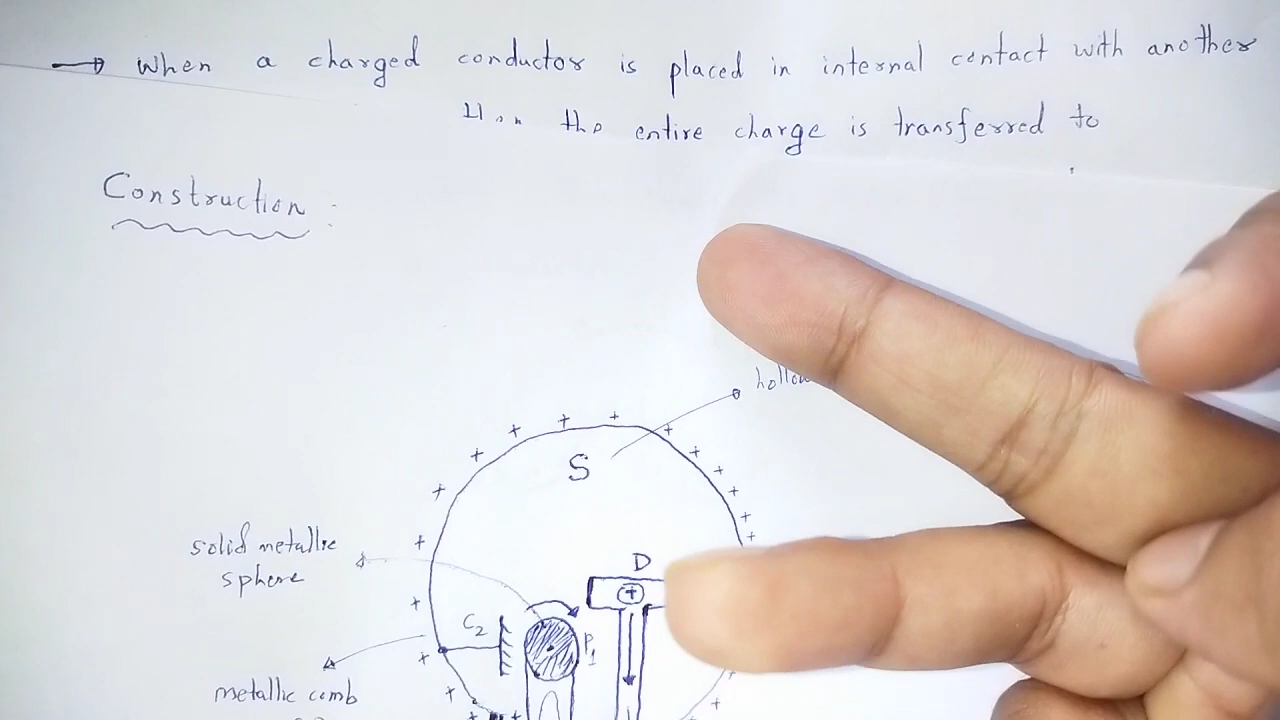 → When a charged conductor is placed in internal contact with another
the entire charge is transferred to
Construction :
S
solid metallic
sphere
D
+
C2
P1
metallic comb